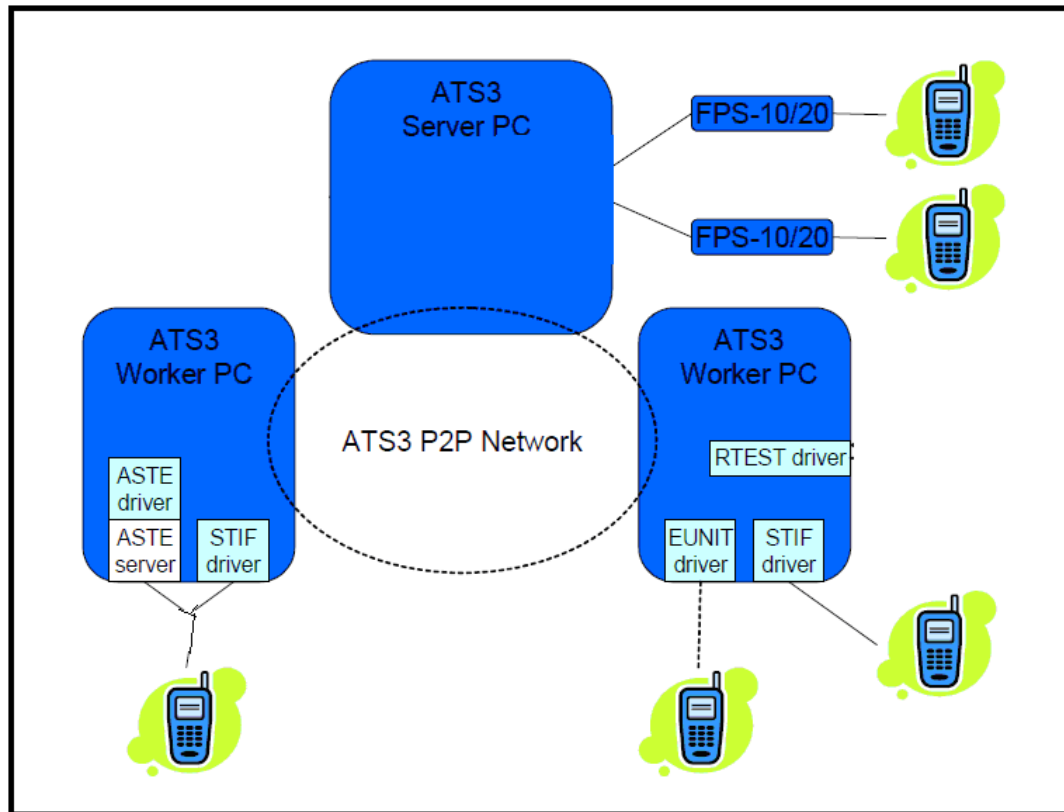 ATS3
Server PC
FPS-10/20
FPS-10/20
ATS3
Worker PC
ATS3
Worker PC
ATS3 P2P Network
RTEST driver
ASTE
driver
ASTE
server
STIF
driver
EUNIT
driver
STIF
driver